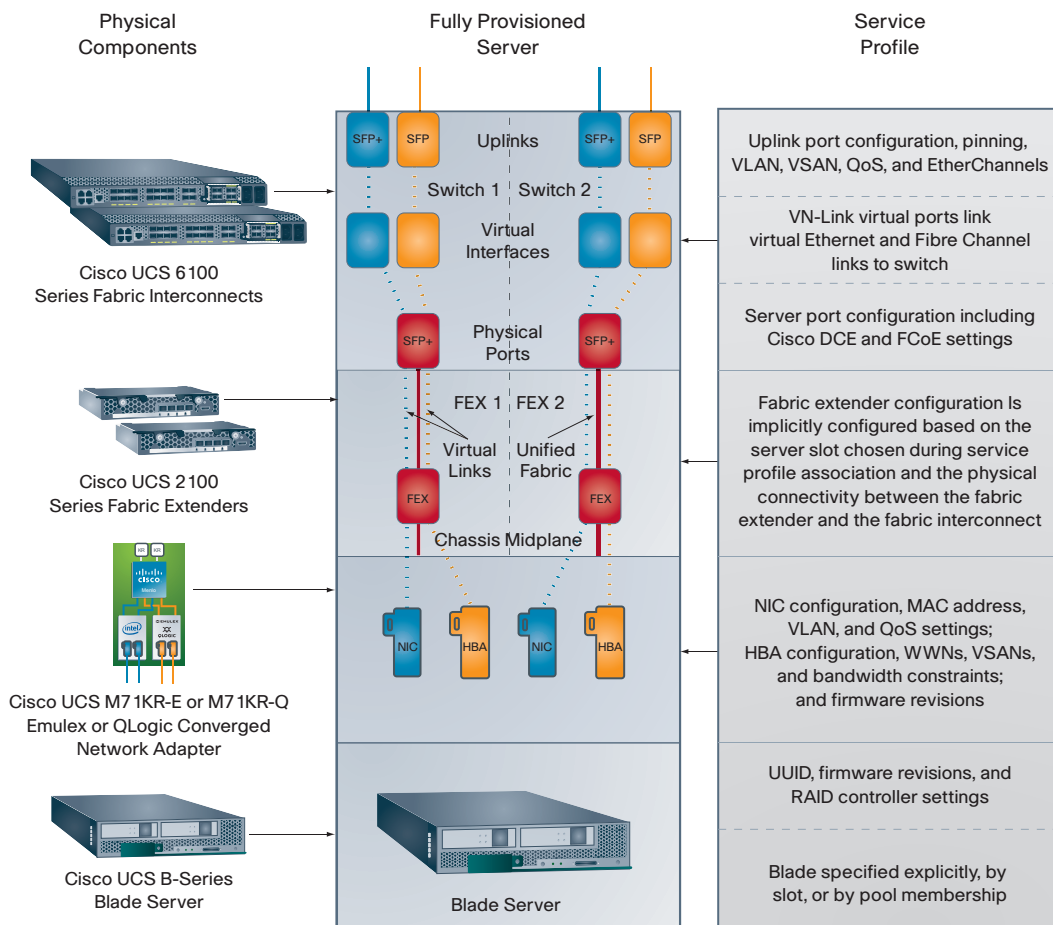 Physical
Components
Fully Provisioned
Server
Service
Profile
SFP+
SFP
Uplinks
SFP+
SFP
Switch 1
Switch 2
Virtual
Interfaces
Physical
Ports
SFP+
SFP+
Cisco UCS 6100
Series Fabric Interconnects
Uplink port configuration, pinning,
VLAN, VSAN, QoS, and EtherChannels
VN-Link virtual ports link
virtual Ethernet and Fibre Channel
links to switch
Server port configuration including
Cisco DCE and FCoE settings
FEX 1
FEX 2
Virtual
Links
Unified
Fabric
FEX
FEX
Chassis Midplane
Cisco UCS 2100
Series Fabric Extenders
Fabric extender configuration Is
implicitly configured based on the
server slot chosen during service
profile association and the physical
connectivity between the fabric
extender and the fabric interconnect
KR
KR
cisco
Menlo
intel
EMULEX
QLOGIC
NIC
HBA
NIC
HBA
Cisco UCS M71KR-E or M71KR-Q
Emulex or QLogic Converged
Network Adapter
NIC configuration, MAC address,
VLAN, and QoS settings;
HBA configuration, WWNs, VSANs,
and bandwidth constraints;
and firmware revisions
Cisco UCS B-Series
Blade Server
Blade Server
UUID, firmware revisions, and
RAID controller settings
Blade specified explicitly, by
slot, or by pool membership